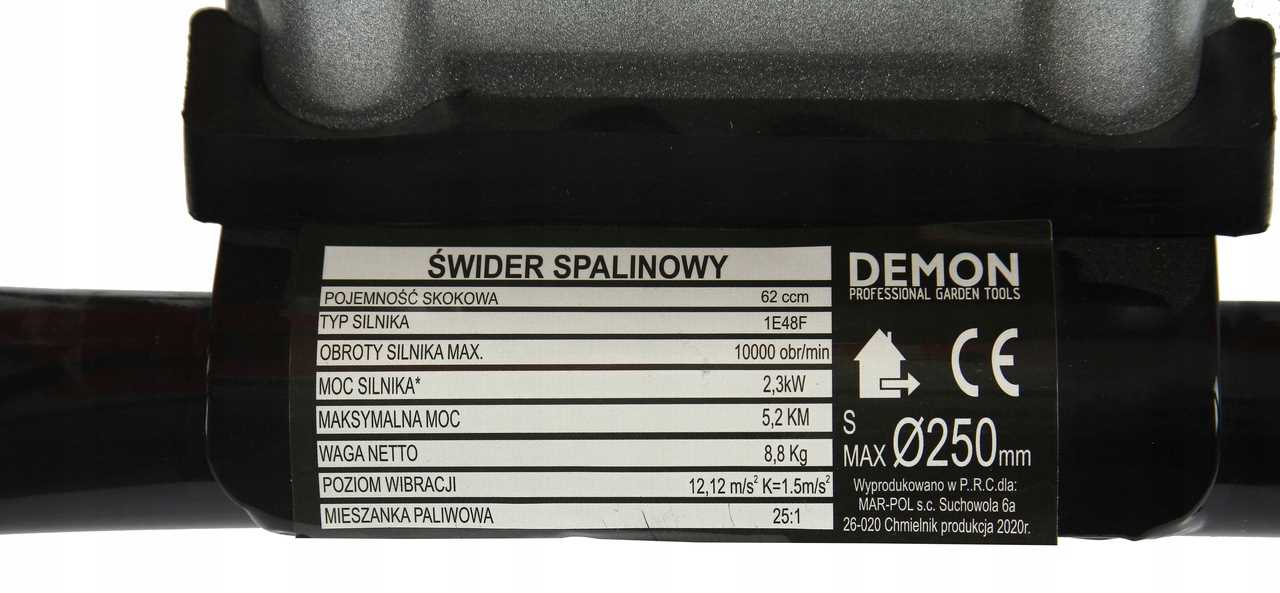 ŚWIDER SPALINOWY
POJEMNOŚĆ SKOKOWA 62 ccm
TYP SILNIKA 1E48F
OBROTY SILNIKA MAX. 10000 obr/min
MOC SILNIKA* 2,3kW
MAKSYMALNA MOC 5,2 KM
WAGA NETTO 8,8 Kg
POZIOM WIBRACJI 12,12 m/s² K=1.5m/s²
MIESZANKA PALIWOWA 25:1
DEMON
PROFESSIONAL GARDEN TOOLS
CE
S
MAX Ø250mm
Wyprodukowano w P..R.C.dla:
MAR-POL s.c. Suchowola 6a
26-020 Chmielnik produkcja 2020r.